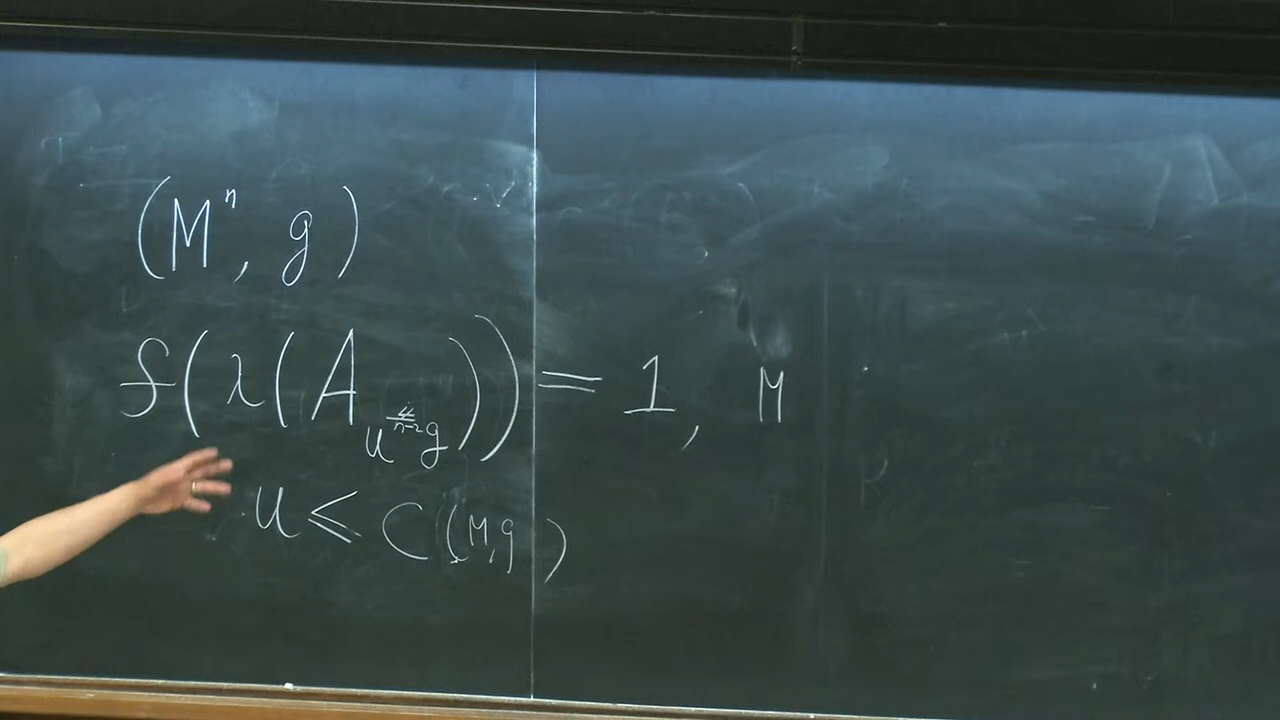 (Mⁿ, g)
f(λ(A_{u^{4/(n-2)}g})) = 1, M
u ≤ C(M,g)